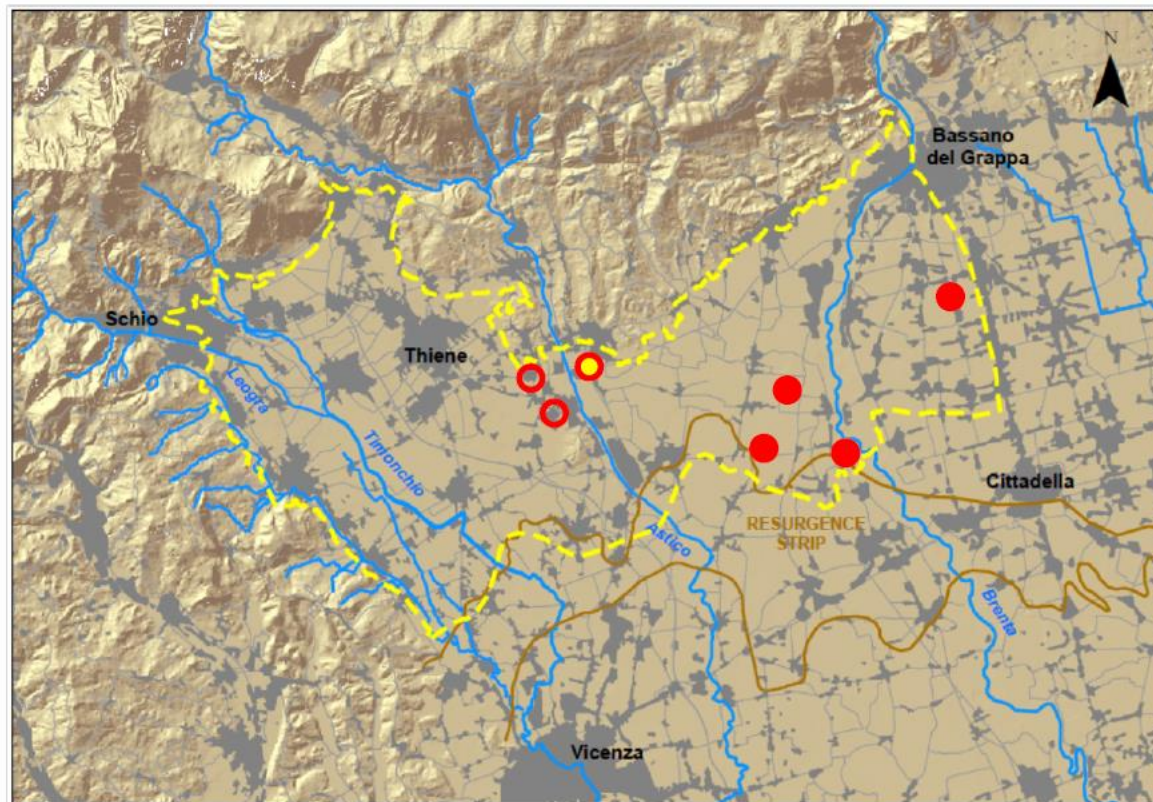 N
Bassano
del Grappa
Schio
Thiene
Leogra
Timonchio
Cittadella
RESURGENCE
STRIP
Astico
Brenta
Vicenza